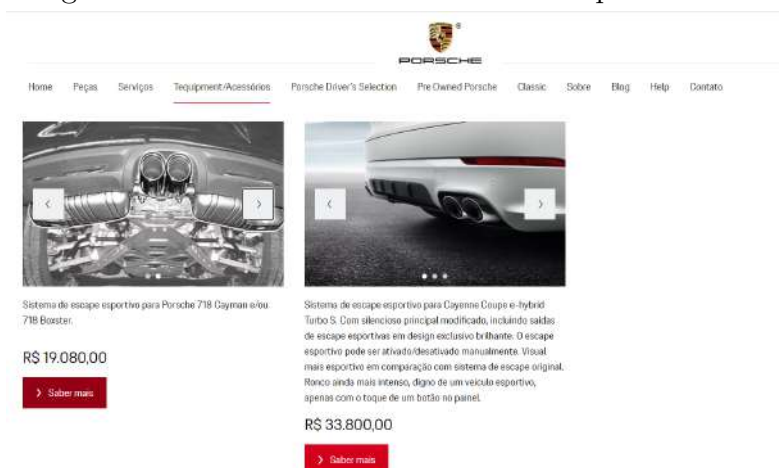 PORSCHE
Home Peças Serviços Tequipment/Acessórios Porsche Driver's Selection Pre Owned Porsche Classic Sobre Blog Help Contato
Sistema de escape esportivo para Porsche 718 Cayman e/ou
718 Boxster.
R$ 19.080,00
Saber mais
Sistema de escape esportivo para Cayenne Coupe e-hybrid
Turbo S. Com silencioso principal modificado, incluindo saídas
de escape esportivas em design exclusivo brilhante. O escape
esportivo pode ser ativado/desativado manualmente. Visual
mais esportivo em comparação com sistema de escape original.
Ronco ainda mais intenso, digno de um veículo esportivo,
apenas com o toque de um botão no painel.
R$ 33.800,00
Saber mais